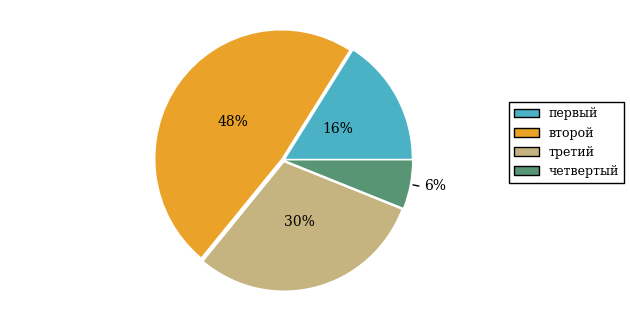 48%
16%
6%
30%
первый
второй
третий
четвертый